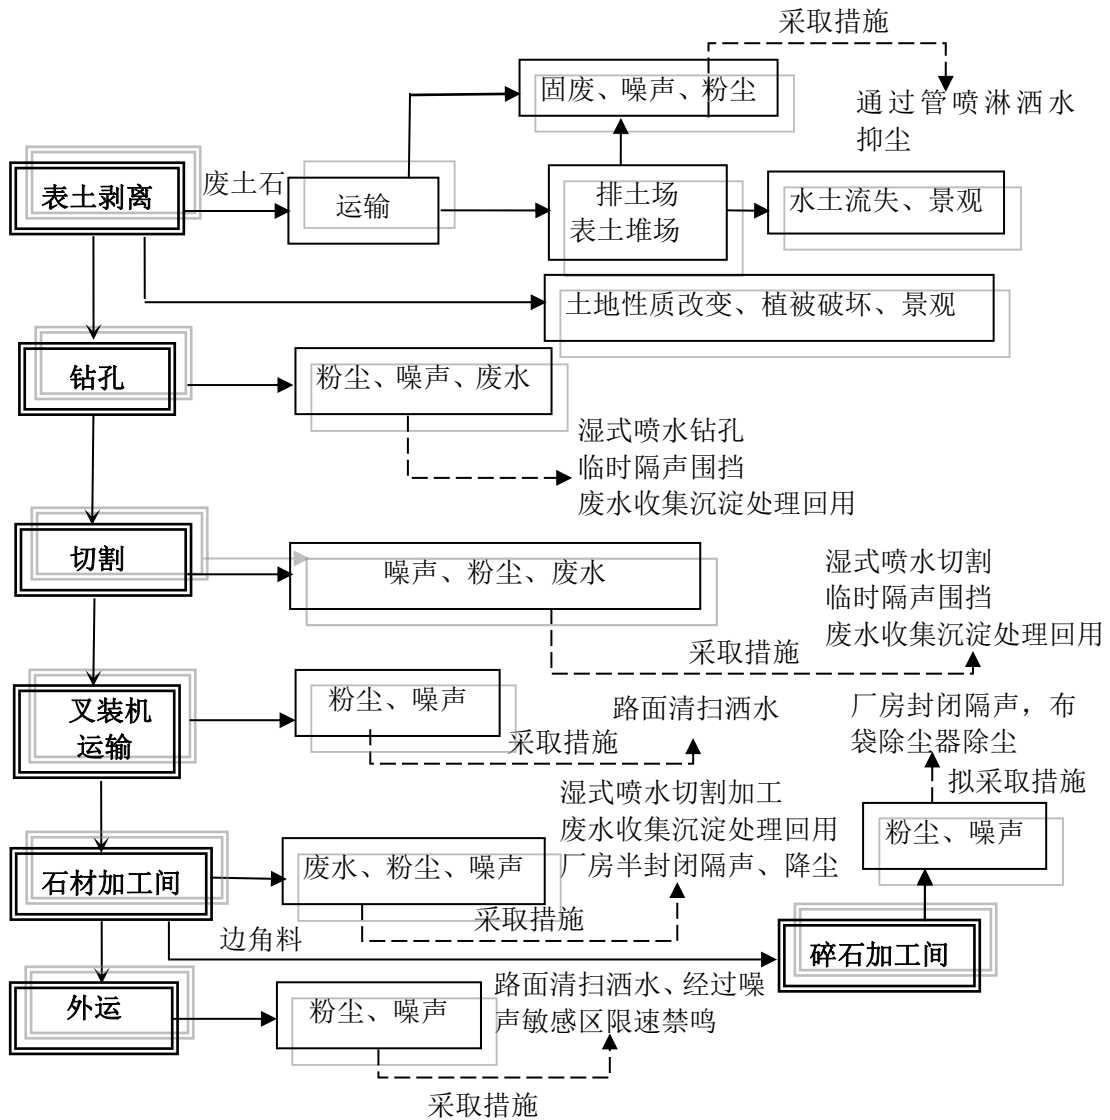 采取措施
固废、噪声、粉尘
通过管喷淋洒水
抑尘
表土剥离
废土石
运输
排土场
表土堆场
水土流失、景观
土地性质改变、植被破坏、景观
钻孔
粉尘、噪声、废水
湿式喷水钻孔
临时隔声围挡
废水收集沉淀处理回用
切割
噪声、粉尘、废水
湿式喷水切割
临时隔声围挡
废水收集沉淀处理回用
采取措施
叉装机
运输
粉尘、噪声
采取措施
路面清扫洒水
厂房封闭隔声，布
袋除尘器除尘
拟采取措施
粉尘、噪声
湿式喷水切割加工
废水收集沉淀处理回用
厂房半封闭隔声、降尘
石材加工间
废水、粉尘、噪声
采取措施
边角料
碎石加工间
外运
粉尘、噪声
路面清扫洒水、经过噪
声敏感区限速禁鸣
采取措施